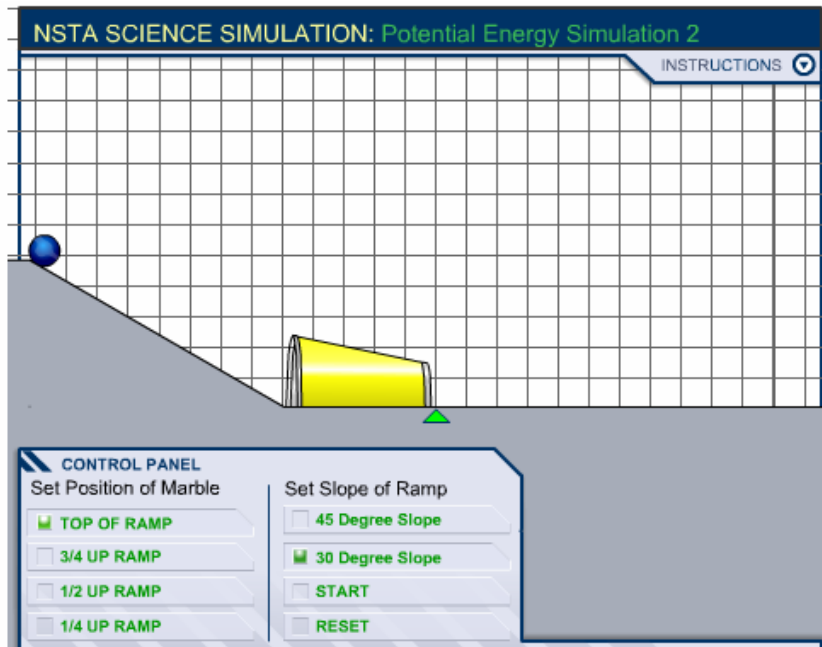 NSTA SCIENCE SIMULATION: Potential Energy Simulation 2
INSTRUCTIONS
CONTROL PANEL
Set Position of Marble
TOP OF RAMP
3/4 UP RAMP
1/2 UP RAMP
1/4 UP RAMP
Set Slope of Ramp
45 Degree Slope
30 Degree Slope
START
RESET